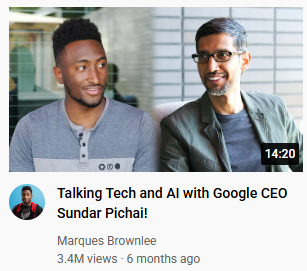 14:20
Talking Tech and AI with Google CEO
Sundar Pichai!
Marques Brownlee
3.4M views · 6 months ago